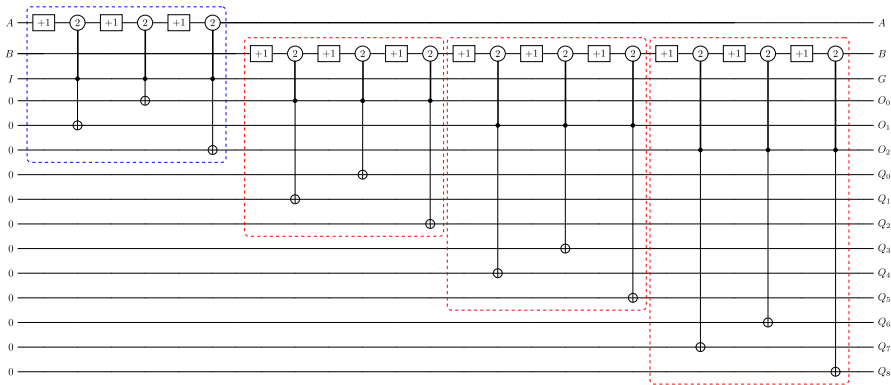 A +1 2 +1 2 +1 2 A
B +1 2 +1 2 +1 2 +1 2 +1 2 +1 2 +1 2 +1 2 +1 2 B
I G
0 O₀
0 O₁
0 O₂
0 Q₀
0 Q₁
0 Q₂
0 Q₃
0 Q₄
0 Q₅
0 Q₆
0 Q₇
0 Q₈